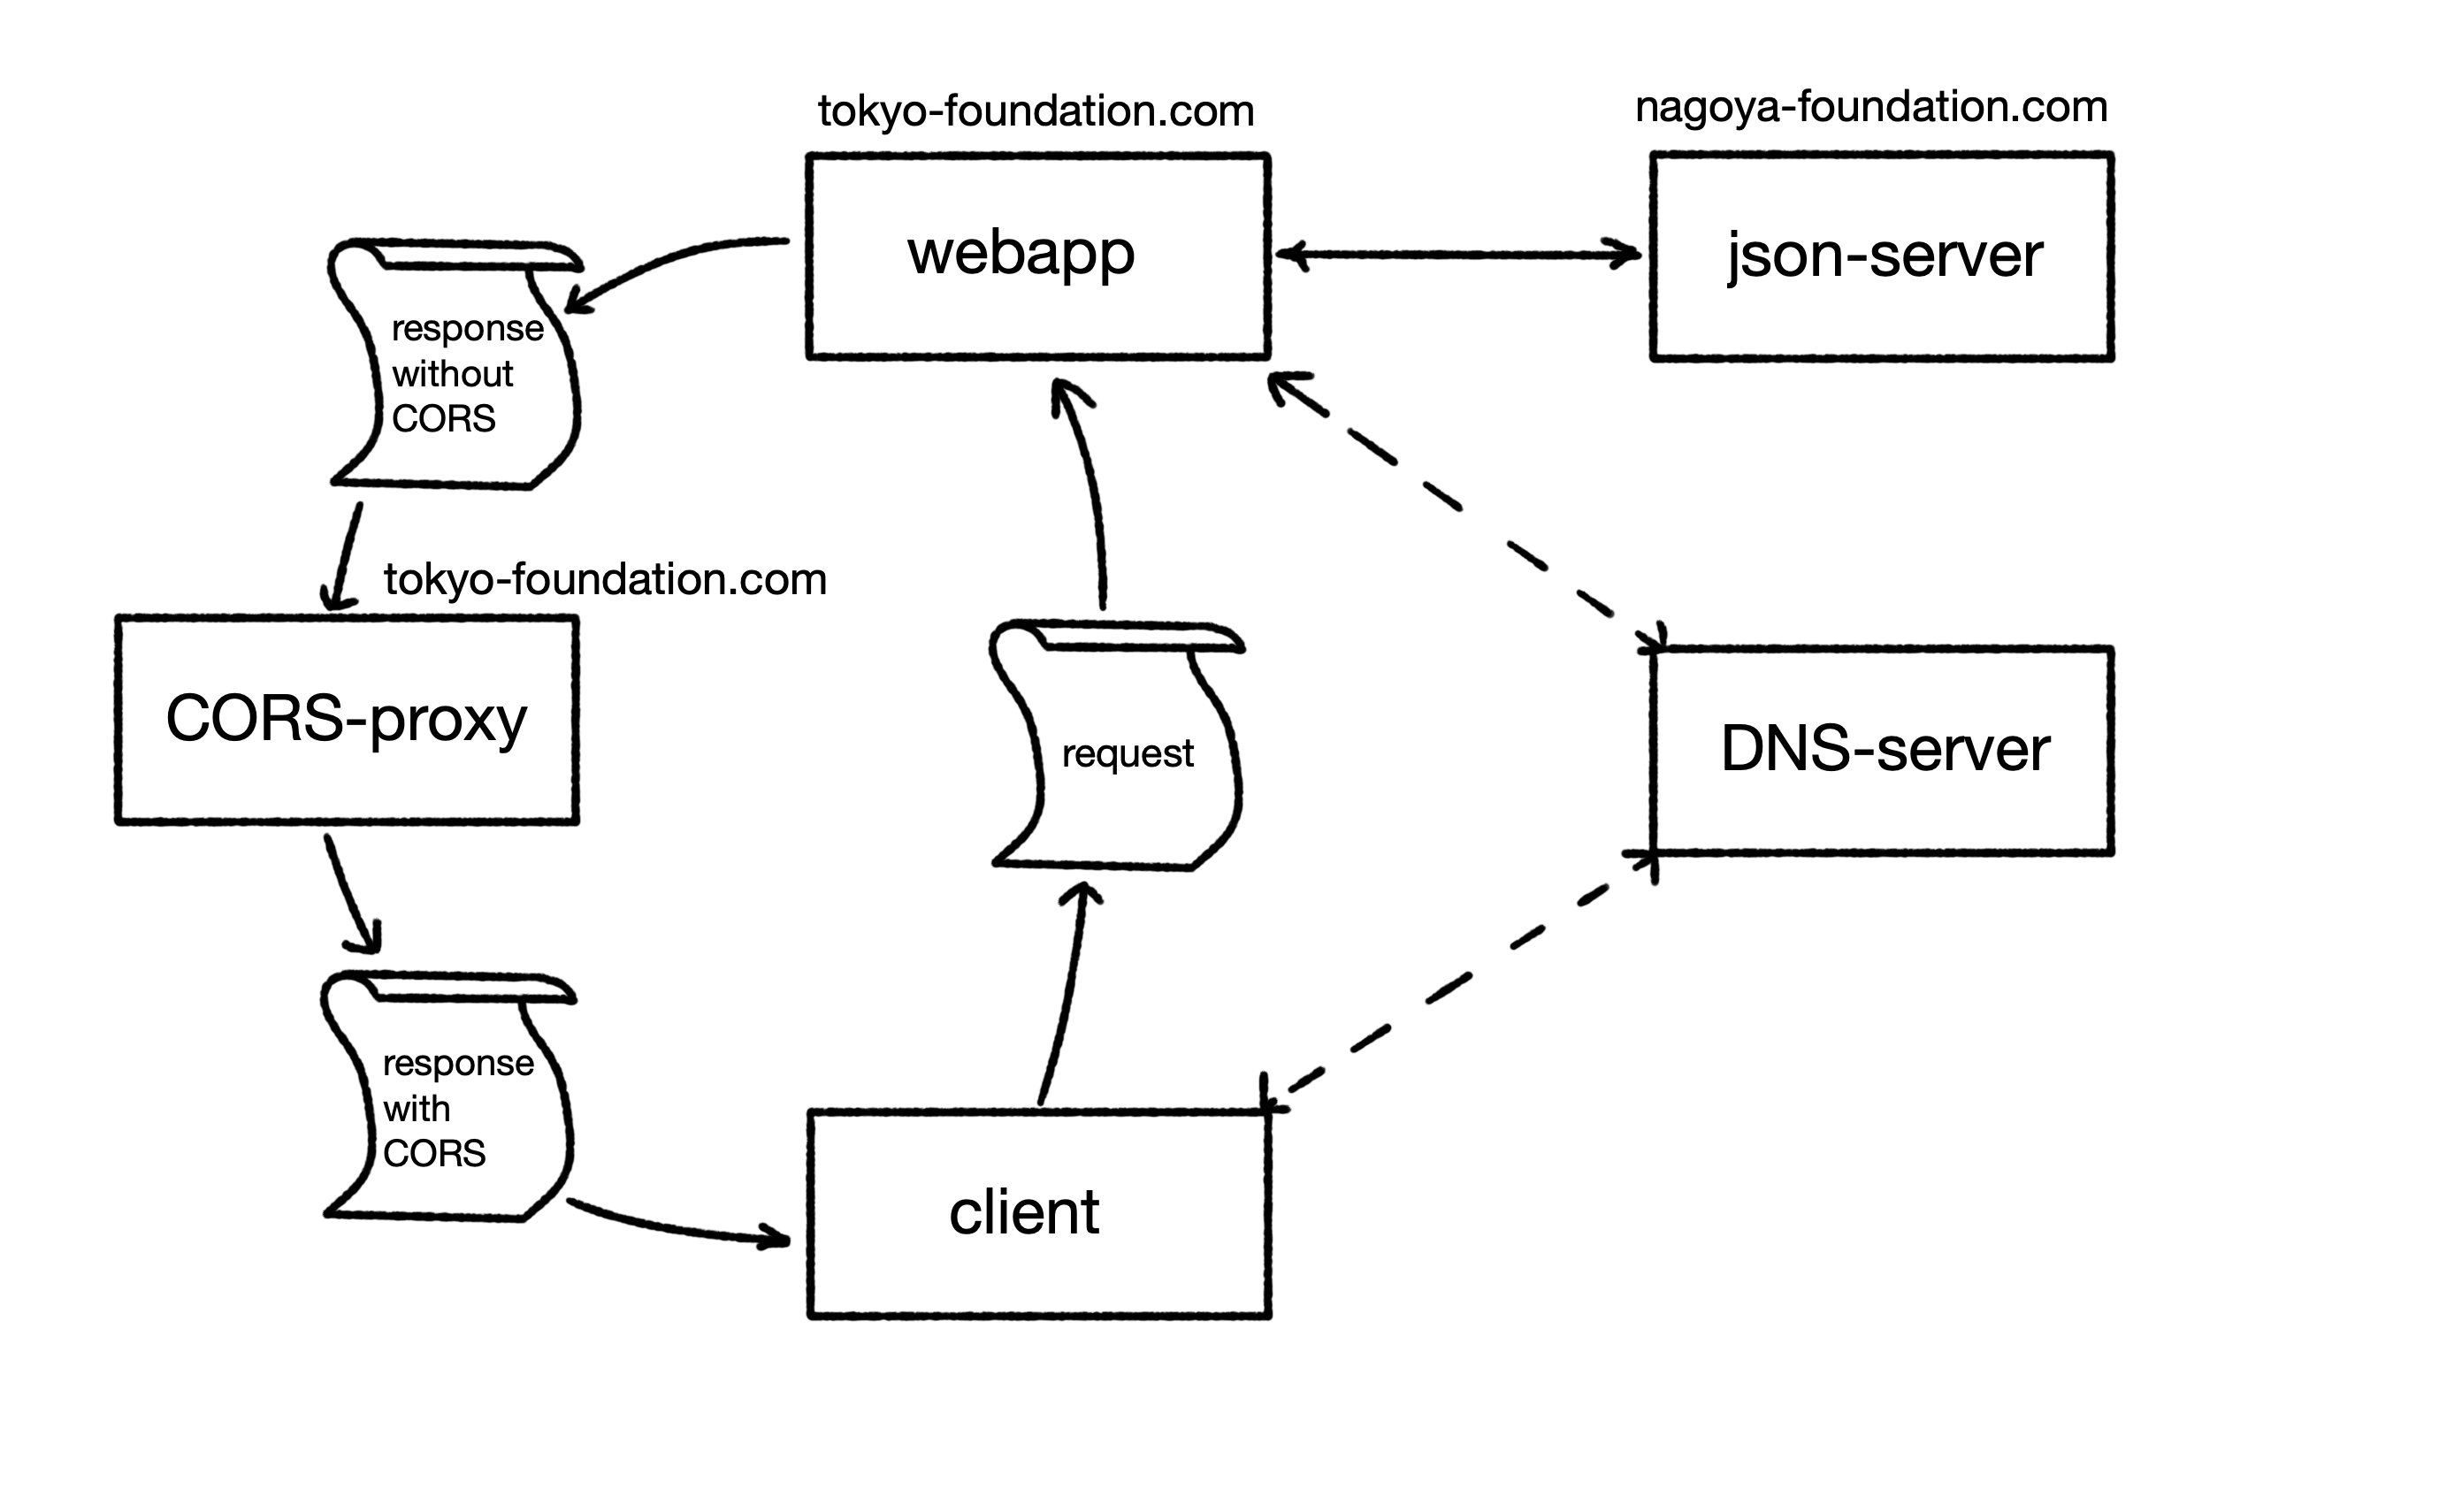 tokyo-foundation.com
nagoya-foundation.com
webapp
json-server
response
without
CORS
tokyo-foundation.com
CORS-proxy
request
DNS-server
response
with
CORS
client